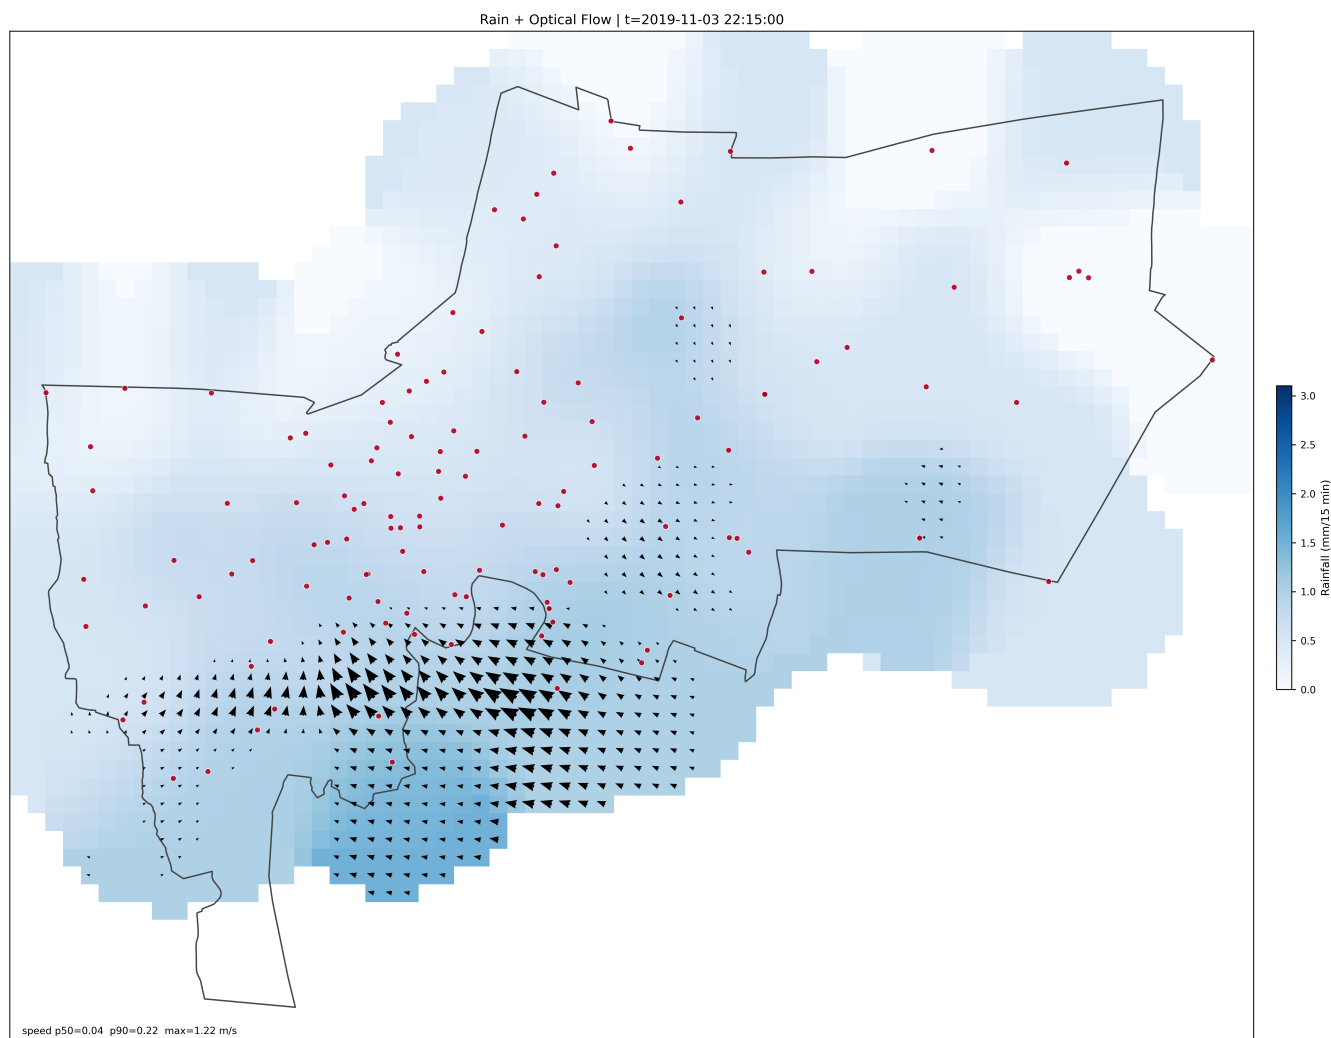 Rain + Optical Flow | t=2019-11-03 22:15:00
3.0
2.5
2.0
1.5
1.0
0.5
0.0
Rainfall (mm/15 min)
speed p50=0.04 p90=0.22 max=1.22 m/s